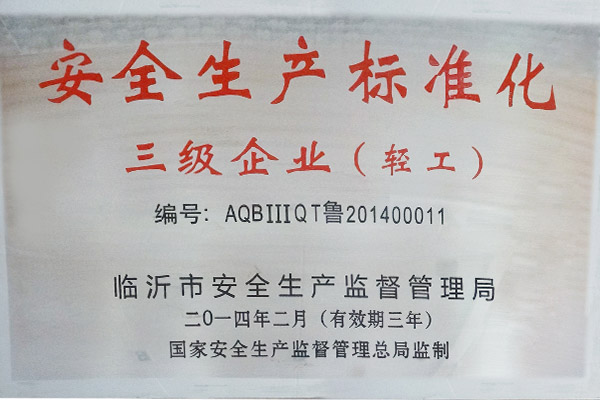 安全生产标准化
三级企业（轻工）
编号：AQBIIIQT鲁201400011
临沂市安全生产监督管理局
二〇一四年二月（有效期三年）
国家安全生产监督管理总局监制